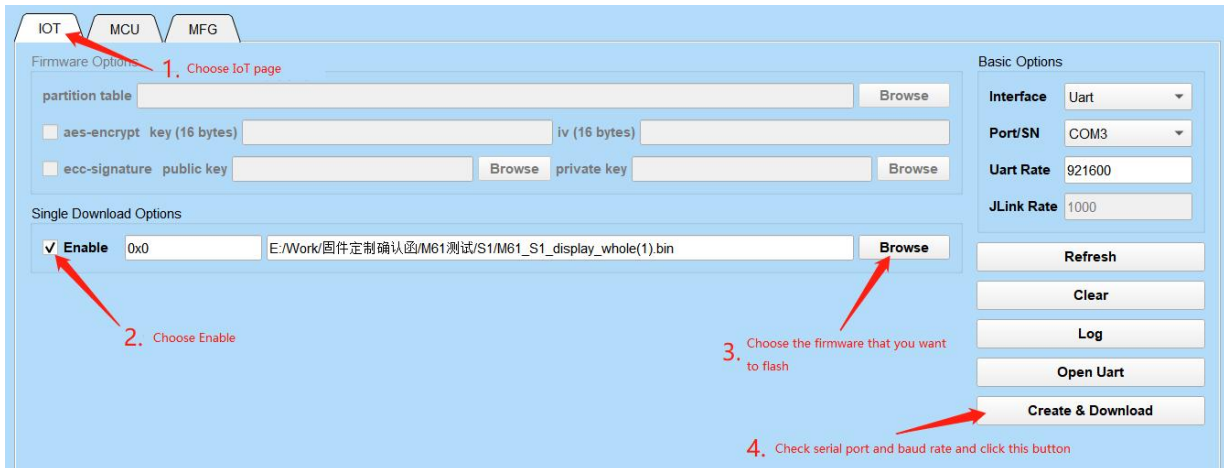 IOT MCU MFG
Firmware Options
1. Choose IoT page
partition table Browse
aes-encrypt key (16 bytes) iv (16 bytes)
ecc-signature public key Browse private key Browse
Single Download Options
Enable 0x0 E:/Work/固件定制确认函/M61测试/S1/M61_S1_display_whole(1).bin Browse
2. Choose Enable
3. Choose the firmware that you want
to flash
Basic Options
Interface Uart
Port/SN COM3
Uart Rate 921600
JLink Rate 1000
Refresh
Clear
Log
Open Uart
Create & Download
4. Check serial port and baud rate and click this button